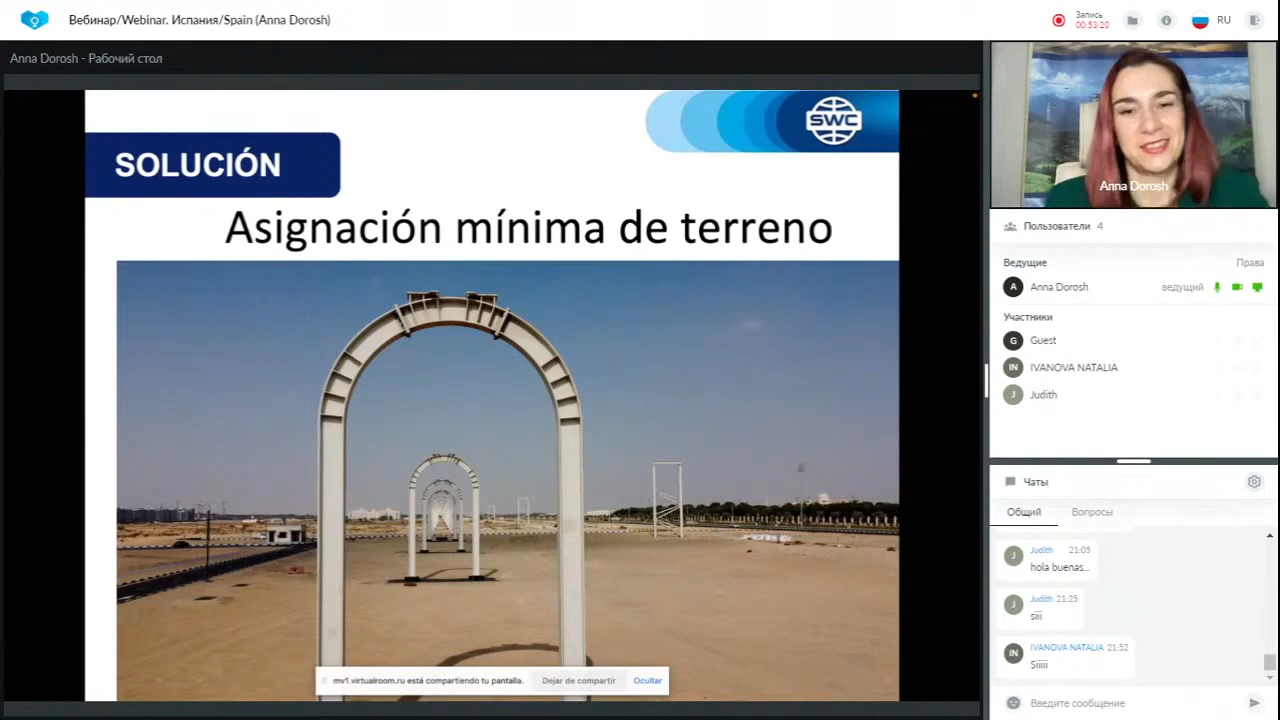 Вебинар/Webinar. Испания/Spain (Anna Dorosh)
Запись
00:53:20
RU
Anna Dorosh - Рабочий стол
SWC
SOLUCIÓN
Asignación mínima de terreno
mv1.virtualroom.ru está compartiendo tu pantalla.
Dejar de compartir
Ocultar
Anna Dorosh
Пользователи 4
Ведущие
Права
A
Anna Dorosh
ведущий
Участники
G
Guest
IN
IVANOVA NATALIA
J
Judith
Чаты
Общий
Вопросы
J
Judith 21:05
hola buenas...
J
Judith 21:25
siii
IN
IVANOVA NATALIA 21:52
Siiiii
Введите сообщение